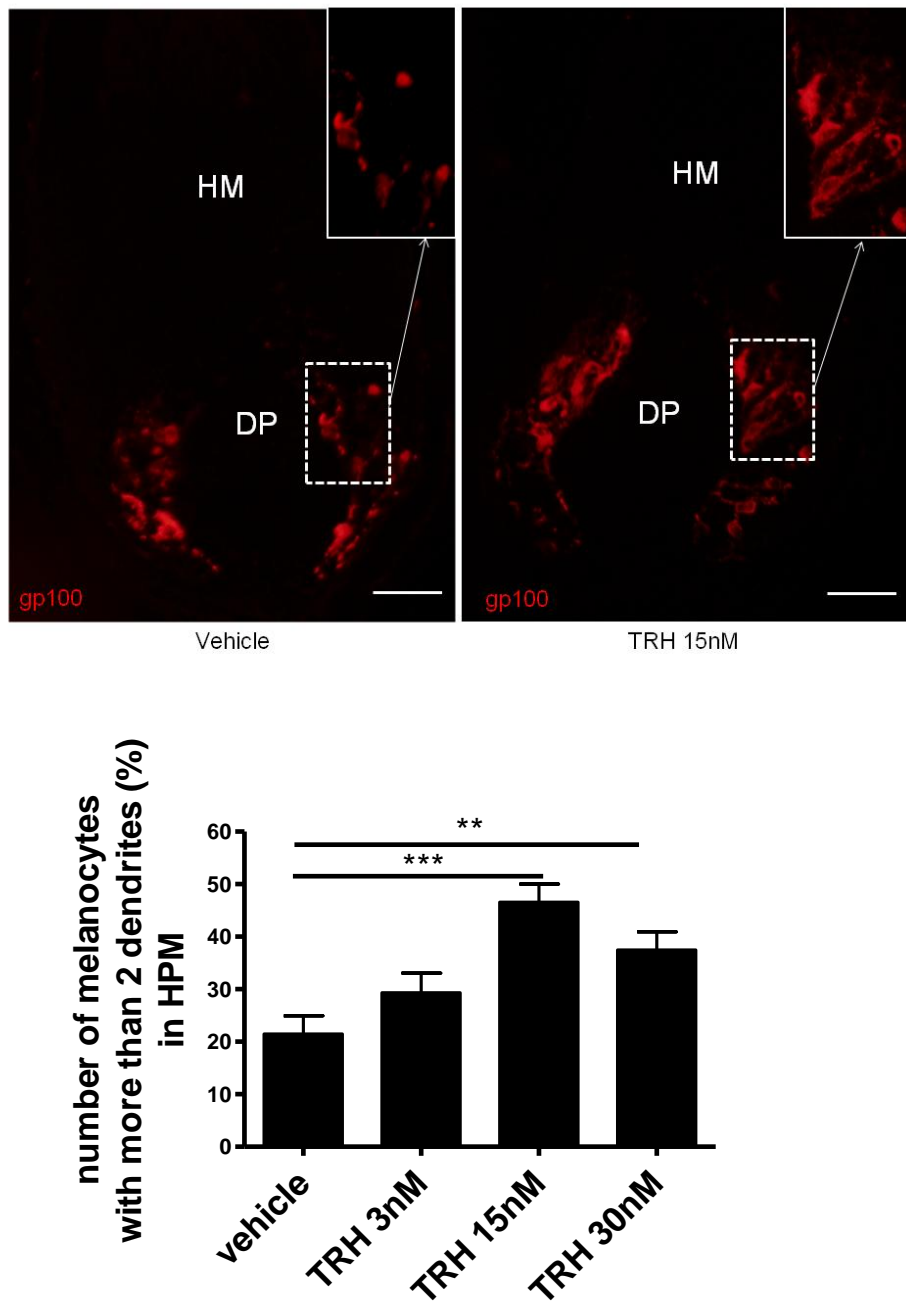 HM
HM
DP
DP
gp100
gp100
Vehicle
TRH 15nM
number of melanocytes
with more than 2 dendrites (%)
in HPM
60
50
40
30
20
10
0
**
***
vehicle
TRH 3nM
TRH 15nM
TRH 30nM